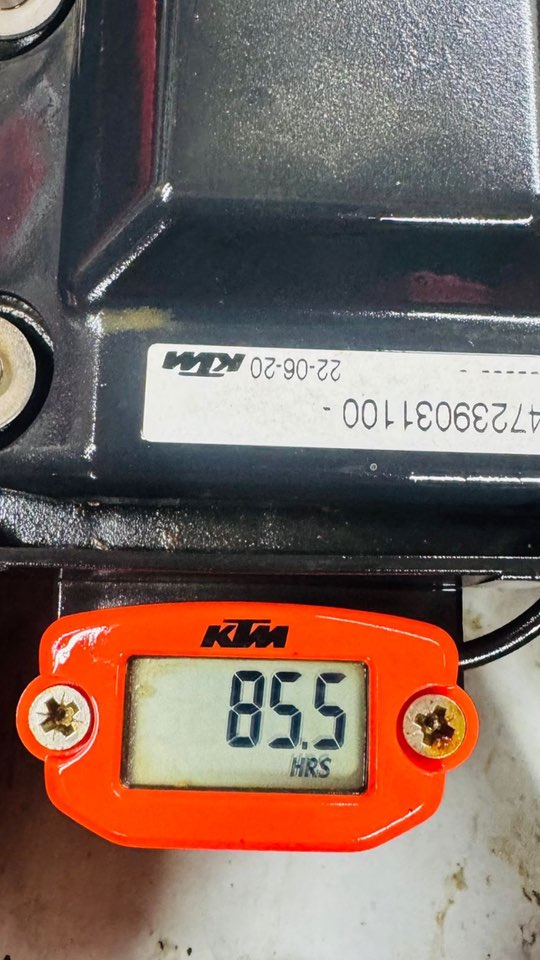 47239031100 -
------ 22-06-20 KTM
KTM
85.5
HRS